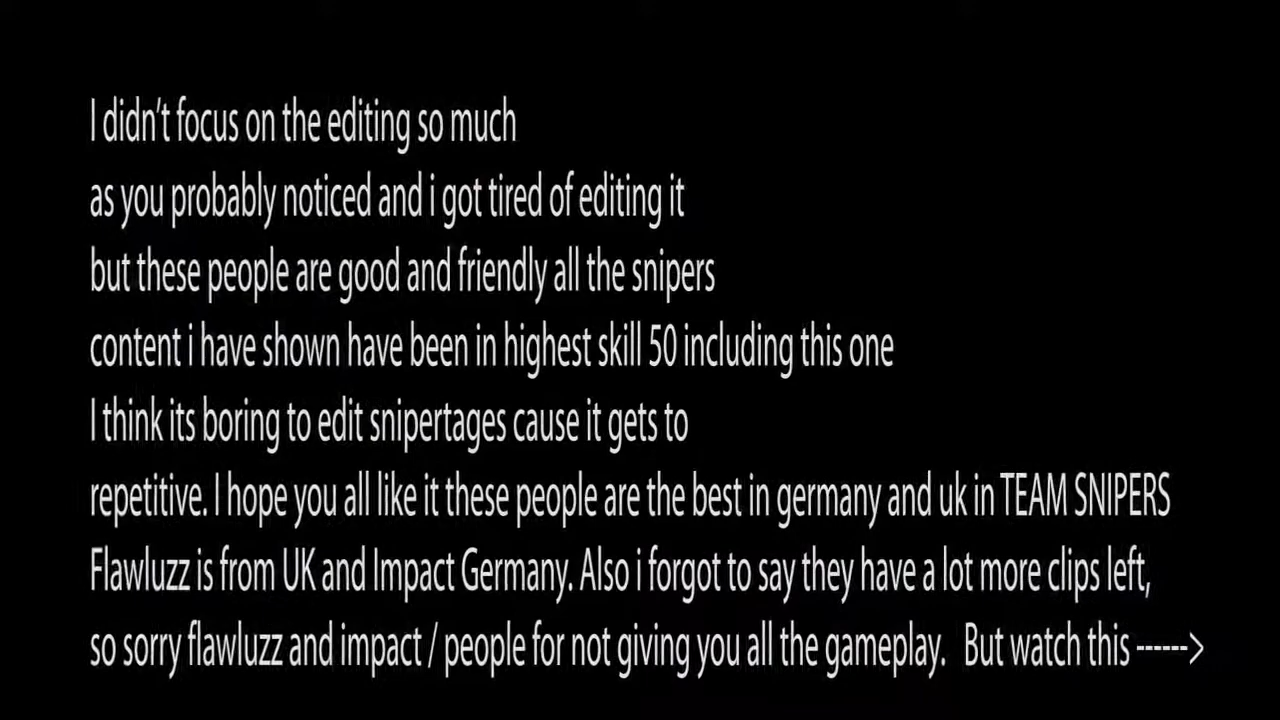 I didn't focus on the editing so much
as you probably noticed and i got tired of editing it
but these people are good and friendly all the snipers
content i have shown have been in highest skill 50 including this one
I think its boring to edit snipertages cause it gets to
repetitive. I hope you all like it these people are the best in germany and uk in TEAM SNIPERS
Flawluzz is from UK and Impact Germany. Also i forgot to say they have a lot more clips left,
so sorry flawluzz and impact / people for not giving you all the gameplay.  But watch this ------>